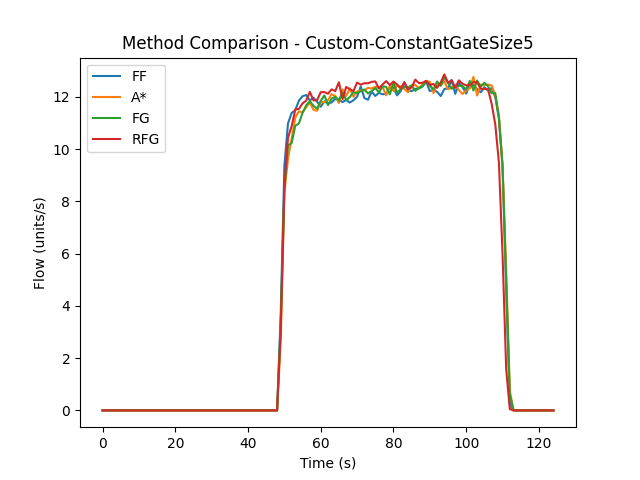 Method Comparison - Custom-ConstantGateSize5
FF
A*
FG
RFG
Flow (units/s)
12
10
8
6
4
2
0
0 20 40 60 80 100 120
Time (s)